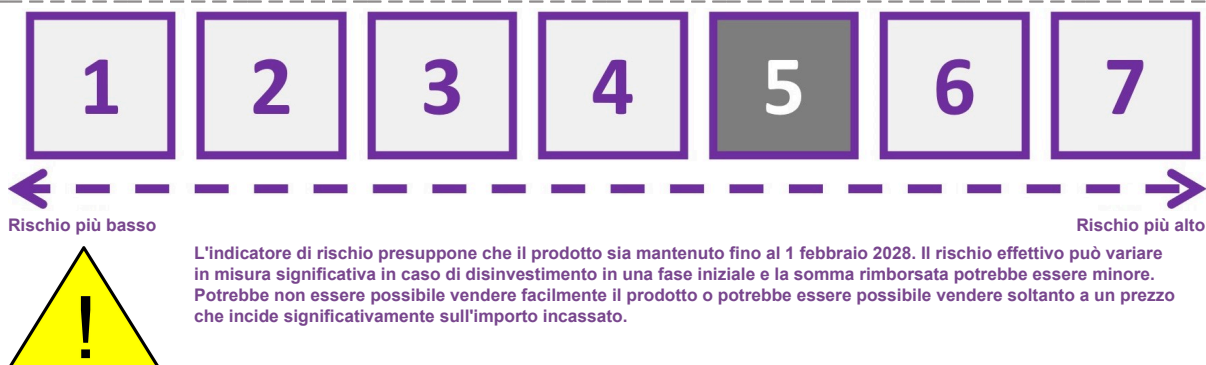 1 2 3 4 5 6 7
Rischio più basso Rischio più alto
L'indicatore di rischio presuppone che il prodotto sia mantenuto fino al 1 febbraio 2028. Il rischio effettivo può variare
in misura significativa in caso di disinvestimento in una fase iniziale e la somma rimborsata potrebbe essere minore.
Potrebbe non essere possibile vendere facilmente il prodotto o potrebbe essere possibile vendere soltanto a un prezzo
che incide significativamente sull'importo incassato.
!